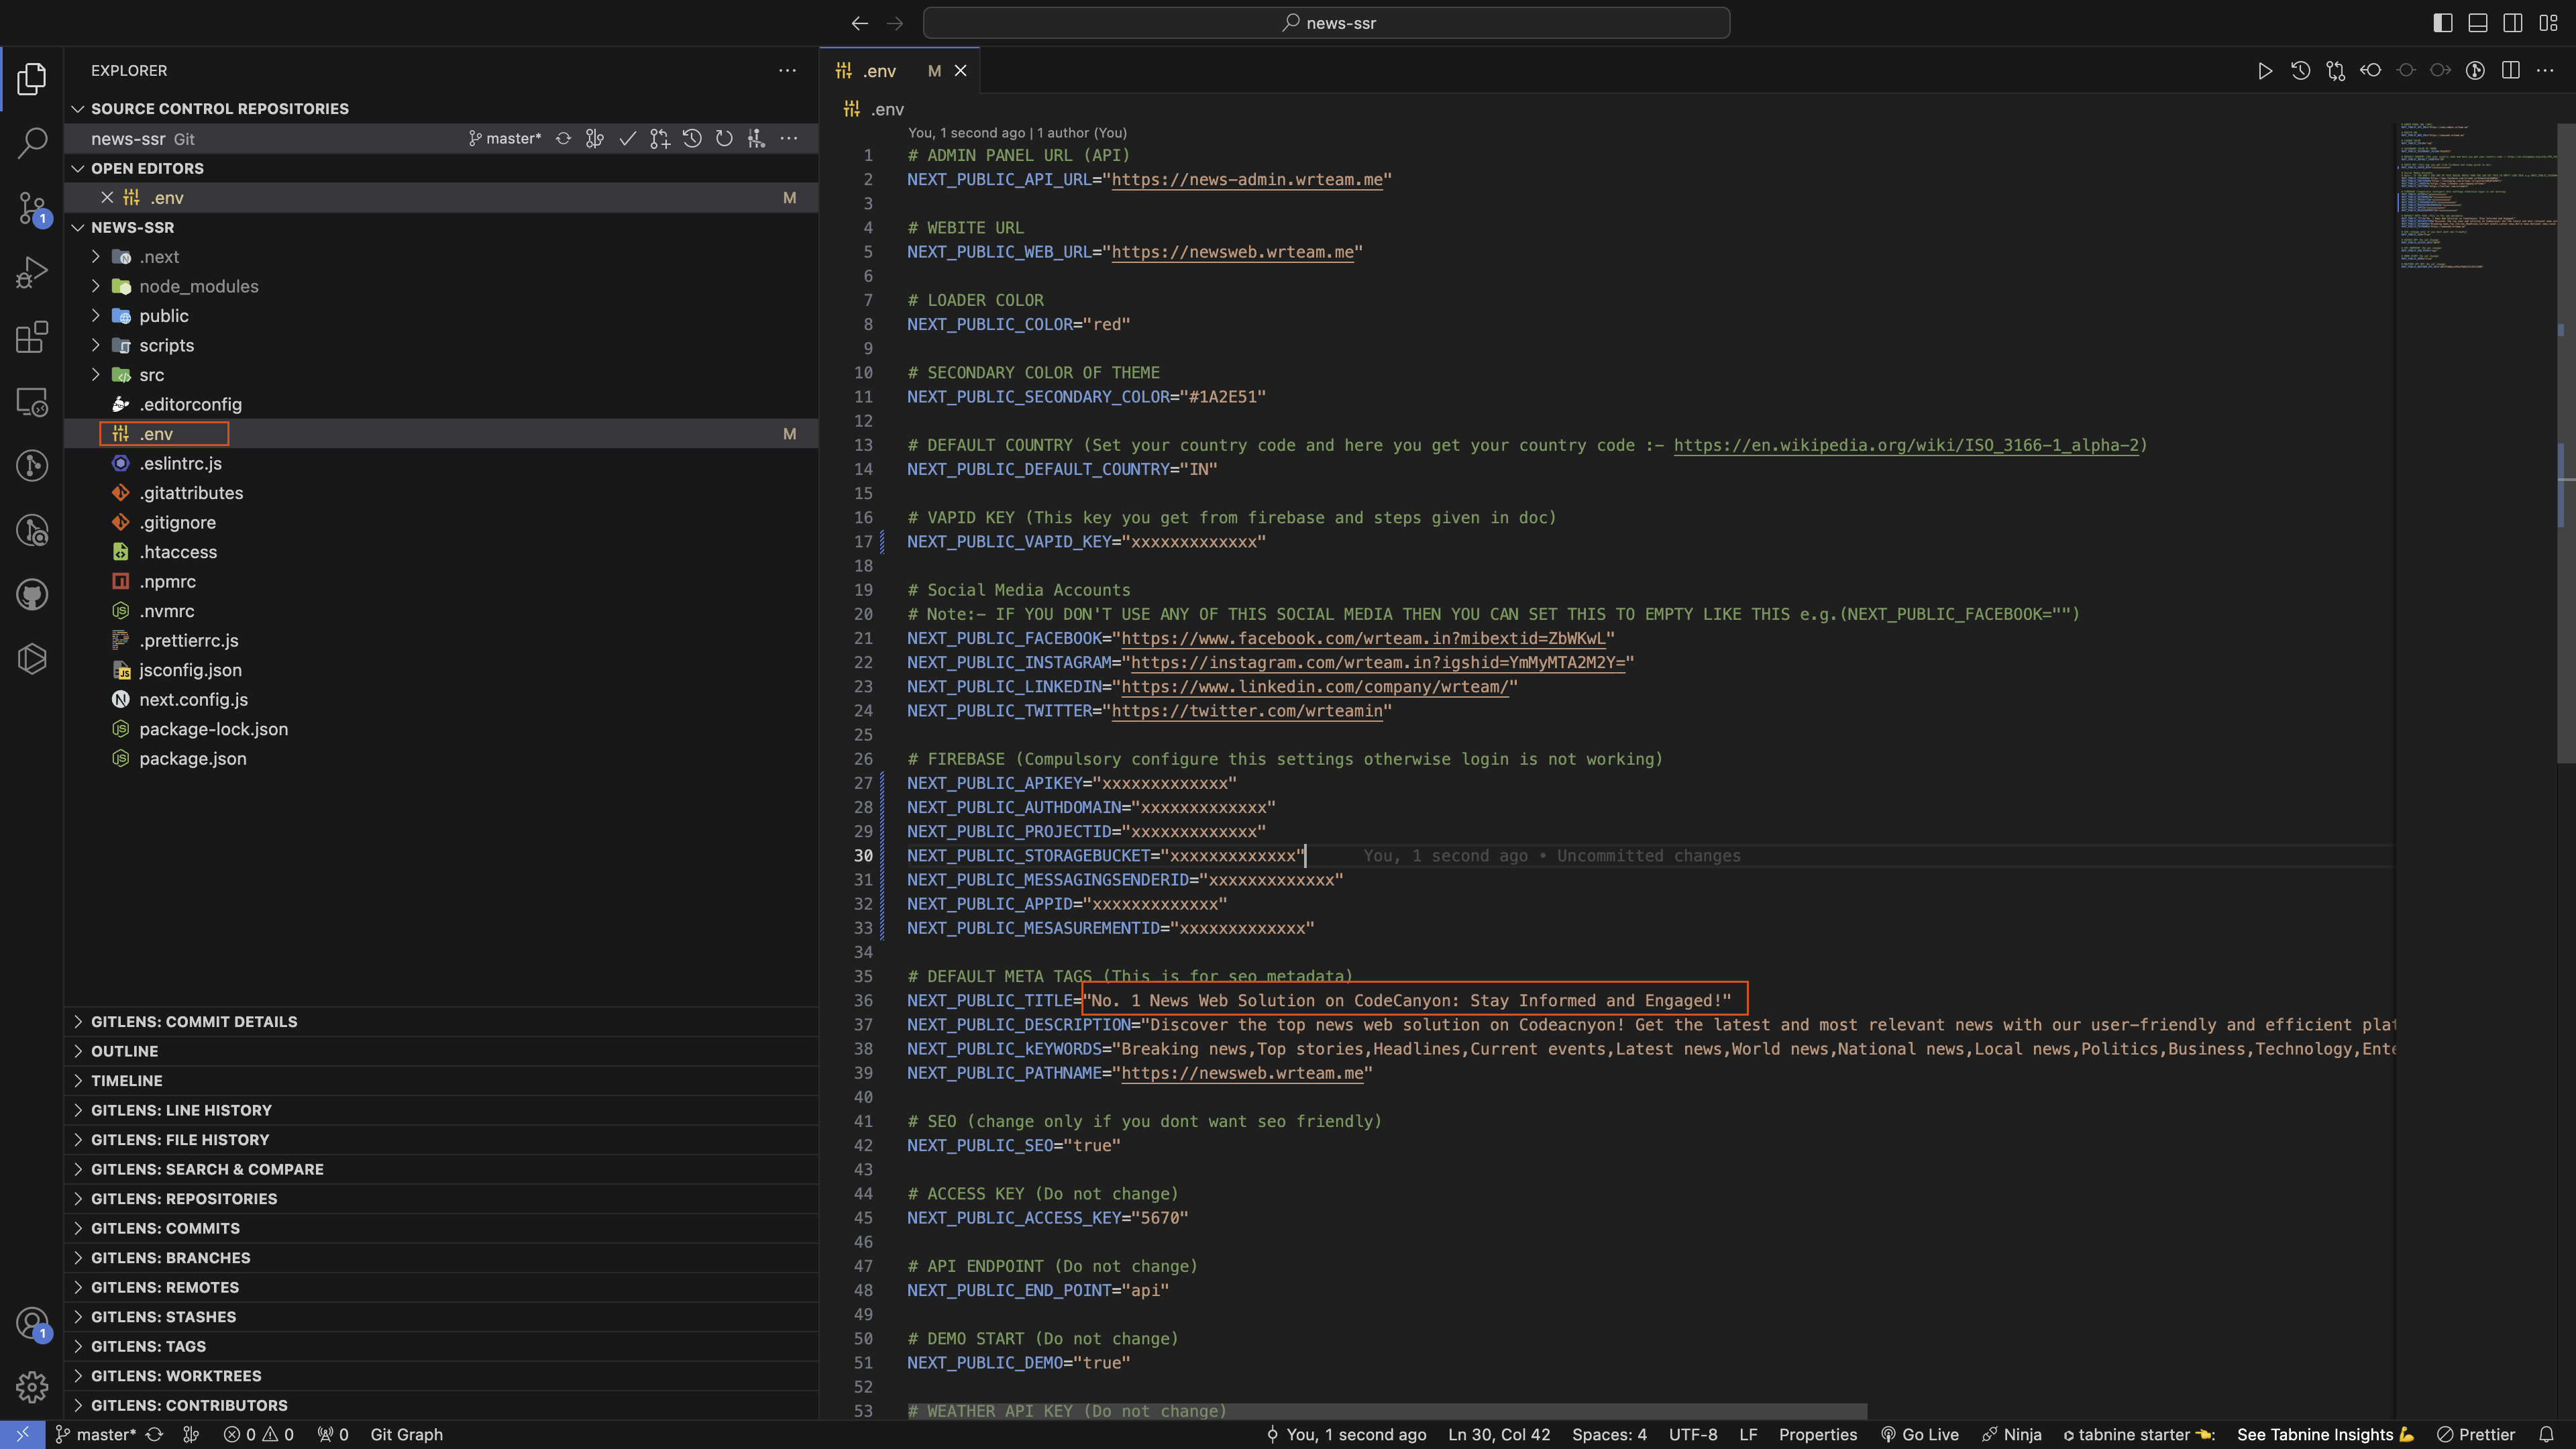 news-ssr
EXPLORER
SOURCE CONTROL REPOSITORIES
news-ssr Git master*
OPEN EDITORS
.env M
NEWS-SSR
.next
node_modules
public
scripts
src
.editorconfig
.env M
.eslintrc.js
.gitattributes
.gitignore
.htaccess
.npmrc
.nvmrc
.prettierrc.js
jsconfig.json
next.config.js
package-lock.json
package.json
GITLENS: COMMIT DETAILS
OUTLINE
TIMELINE
GITLENS: LINE HISTORY
GITLENS: FILE HISTORY
GITLENS: SEARCH & COMPARE
GITLENS: REPOSITORIES
GITLENS: COMMITS
GITLENS: BRANCHES
GITLENS: REMOTES
GITLENS: STASHES
GITLENS: TAGS
GITLENS: WORKTREES
GITLENS: CONTRIBUTORS
1
1
.env M
.env
You, 1 second ago | 1 author (You)
1 # ADMIN PANEL URL (API)
2 NEXT_PUBLIC_API_URL="https://news-admin.wrteam.me"
3
4 # WEBITE URL
5 NEXT_PUBLIC_WEB_URL="https://newsweb.wrteam.me"
6
7 # LOADER COLOR
8 NEXT_PUBLIC_COLOR="red"
9
10 # SECONDARY COLOR OF THEME
11 NEXT_PUBLIC_SECONDARY_COLOR="#1A2E51"
12
13 # DEFAULT COUNTRY (Set your country code and here you get your country code :- https://en.wikipedia.org/wiki/ISO_3166-1_alpha-2)
14 NEXT_PUBLIC_DEFAULT_COUNTRY="IN"
15
16 # VAPID KEY (This key you get from firebase and steps given in doc)
17 NEXT_PUBLIC_VAPID_KEY="xxxxxxxxxxxxx"
18
19 # Social Media Accounts
20 # Note:- IF YOU DON'T USE ANY OF THIS SOCIAL MEDIA THEN YOU CAN SET THIS TO EMPTY LIKE THIS e.g.(NEXT_PUBLIC_FACEBOOK="")
21 NEXT_PUBLIC_FACEBOOK="https://www.facebook.com/wrteam.in?mibextid=ZbWKwL"
22 NEXT_PUBLIC_INSTAGRAM="https://instagram.com/wrteam.in?igshid=YmMyMTA2M2Y="
23 NEXT_PUBLIC_LINKEDIN="https://www.linkedin.com/company/wrteam/"
24 NEXT_PUBLIC_TWITTER="https://twitter.com/wrteamin"
25
26 # FIREBASE (Compulsory configure this settings otherwise login is not working)
27 NEXT_PUBLIC_APIKEY="xxxxxxxxxxxxx"
28 NEXT_PUBLIC_AUTHDOMAIN="xxxxxxxxxxxxx"
29 NEXT_PUBLIC_PROJECTID="xxxxxxxxxxxxx"
30 NEXT_PUBLIC_STORAGEBUCKET="xxxxxxxxxxxxx" You, 1 second ago • Uncommitted changes
31 NEXT_PUBLIC_MESSAGINGSENDERID="xxxxxxxxxxxxx"
32 NEXT_PUBLIC_APPID="xxxxxxxxxxxxx"
33 NEXT_PUBLIC_MESASUREMENTID="xxxxxxxxxxxxx"
34
35 # DEFAULT META TAGS (This is for seo metadata)
36 NEXT_PUBLIC_TITLE="No. 1 News Web Solution on CodeCanyon: Stay Informed and Engaged!"
37 NEXT_PUBLIC_DESCRIPTION="Discover the top news web solution on Codeacnyon! Get the latest and most relevant news with our user-friendly and efficient plat
38 NEXT_PUBLIC_kEYWORDS="Breaking news,Top stories,Headlines,Current events,Latest news,World news,National news,Local news,Politics,Business,Technology,Ente
39 NEXT_PUBLIC_PATHNAME="https://newsweb.wrteam.me"
40
41 # SEO (change only if you dont want seo friendly)
42 NEXT_PUBLIC_SEO="true"
43
44 # ACCESS KEY (Do not change)
45 NEXT_PUBLIC_ACCESS_KEY="5670"
46
47 # API ENDPOINT (Do not change)
48 NEXT_PUBLIC_END_POINT="api"
49
50 # DEMO START (Do not change)
51 NEXT_PUBLIC_DEMO="true"
52
53 # WEATHER API KEY (Do not change)
master* 0 0 0 Git Graph You, 1 second ago Ln 30, Col 42 Spaces: 4 UTF-8 LF Properties Go Live Ninja tabnine starter See Tabnine Insights Prettier